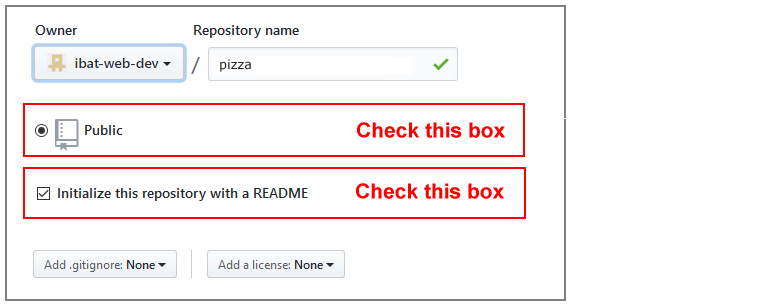 Owner Repository name
ibat-web-dev / pizza
Public Check this box
Initialize this repository with a README Check this box
Add .gitignore: None Add a license: None